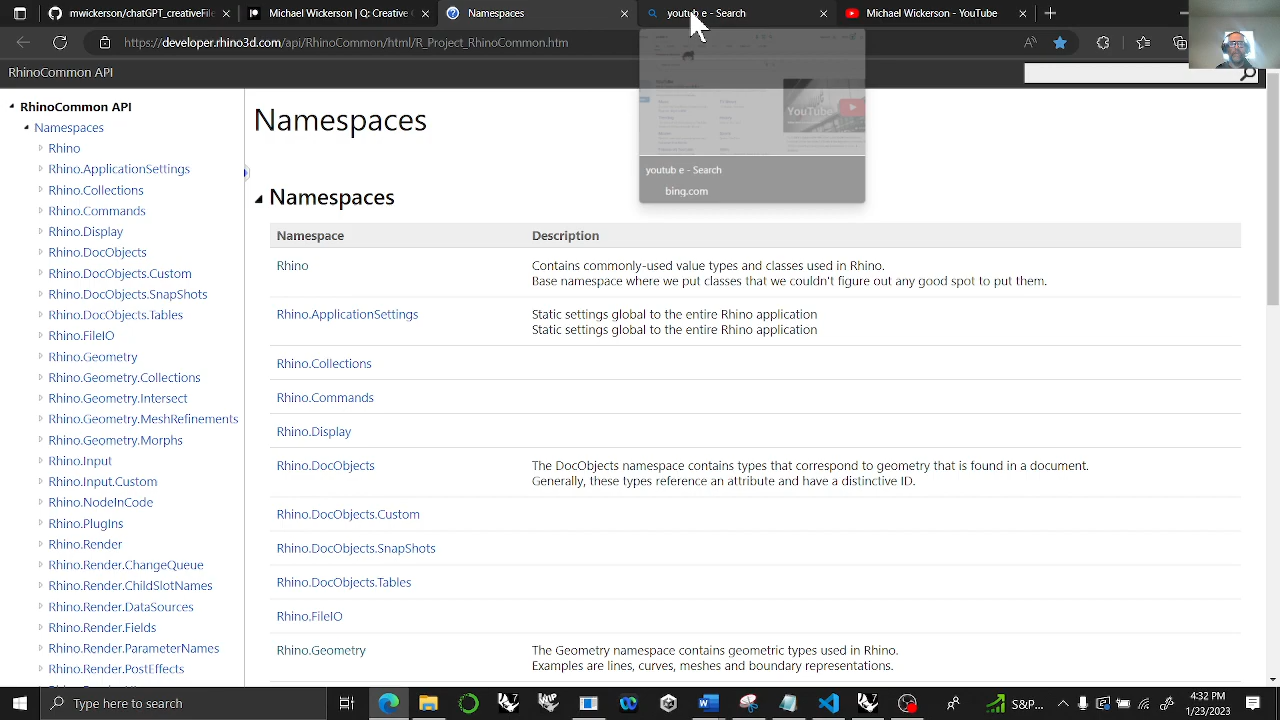 mwickerson (michael wickerson)
Michael Wickerson | Q: Creative C
Namespaces
youtub e - Search
Michael Wickerson - YouTube
https://developer.rhino3d.com/api/RhinoCommon/html/R_Project_RhinoCommon.htm
RhinoCommon API
youtub e - Search
bing.com
YouTube
RhinoCommon API
Namespaces
Rhino
Rhino.ApplicationSettings
Rhino.Collections
Rhino.Commands
Rhino.Display
Rhino.DocObjects
Rhino.DocObjects.Custom
Rhino.DocObjects.SnapShots
Rhino.DocObjects.Tables
Rhino.FileIO
Rhino.Geometry
Rhino.Geometry.Collections
Rhino.Geometry.Intersect
Rhino.Geometry.MeshRefinements
Rhino.Geometry.Morphs
Rhino.Input
Rhino.Input.Custom
Rhino.NodeInCode
Rhino.PlugIns
Rhino.Render
Rhino.Render.ChangeQueue
Rhino.Render.ChildSlotNames
Rhino.Render.DataSources
Rhino.Render.Fields
Rhino.Render.ParameterNames
Rhino.Render.PostEffects
Namespaces
Namespaces
Namespace Description
Rhino Contains commonly-used value types and classes used in Rhino.
Base namespace where we put classes that we couldn't figure out any good spot to put them.
Rhino.ApplicationSettings Static settings global to the entire Rhino application
Static settings global to the entire Rhino application
Rhino.Collections
Rhino.Commands
Rhino.Display
Rhino.DocObjects The DocObjects namespace contains types that correspond to geometry that is found in a document.
Generally, these types reference an attribute and have a distinctive ID.
Rhino.DocObjects.Custom
Rhino.DocObjects.SnapShots
Rhino.DocObjects.Tables
Rhino.FileIO
Rhino.Geometry The Geometry namespace contains geometric types used in Rhino.
Examples are lines, curves, meshes and boundary representations.
Type here to search
S&P...
4:32 PM
1/23/2023